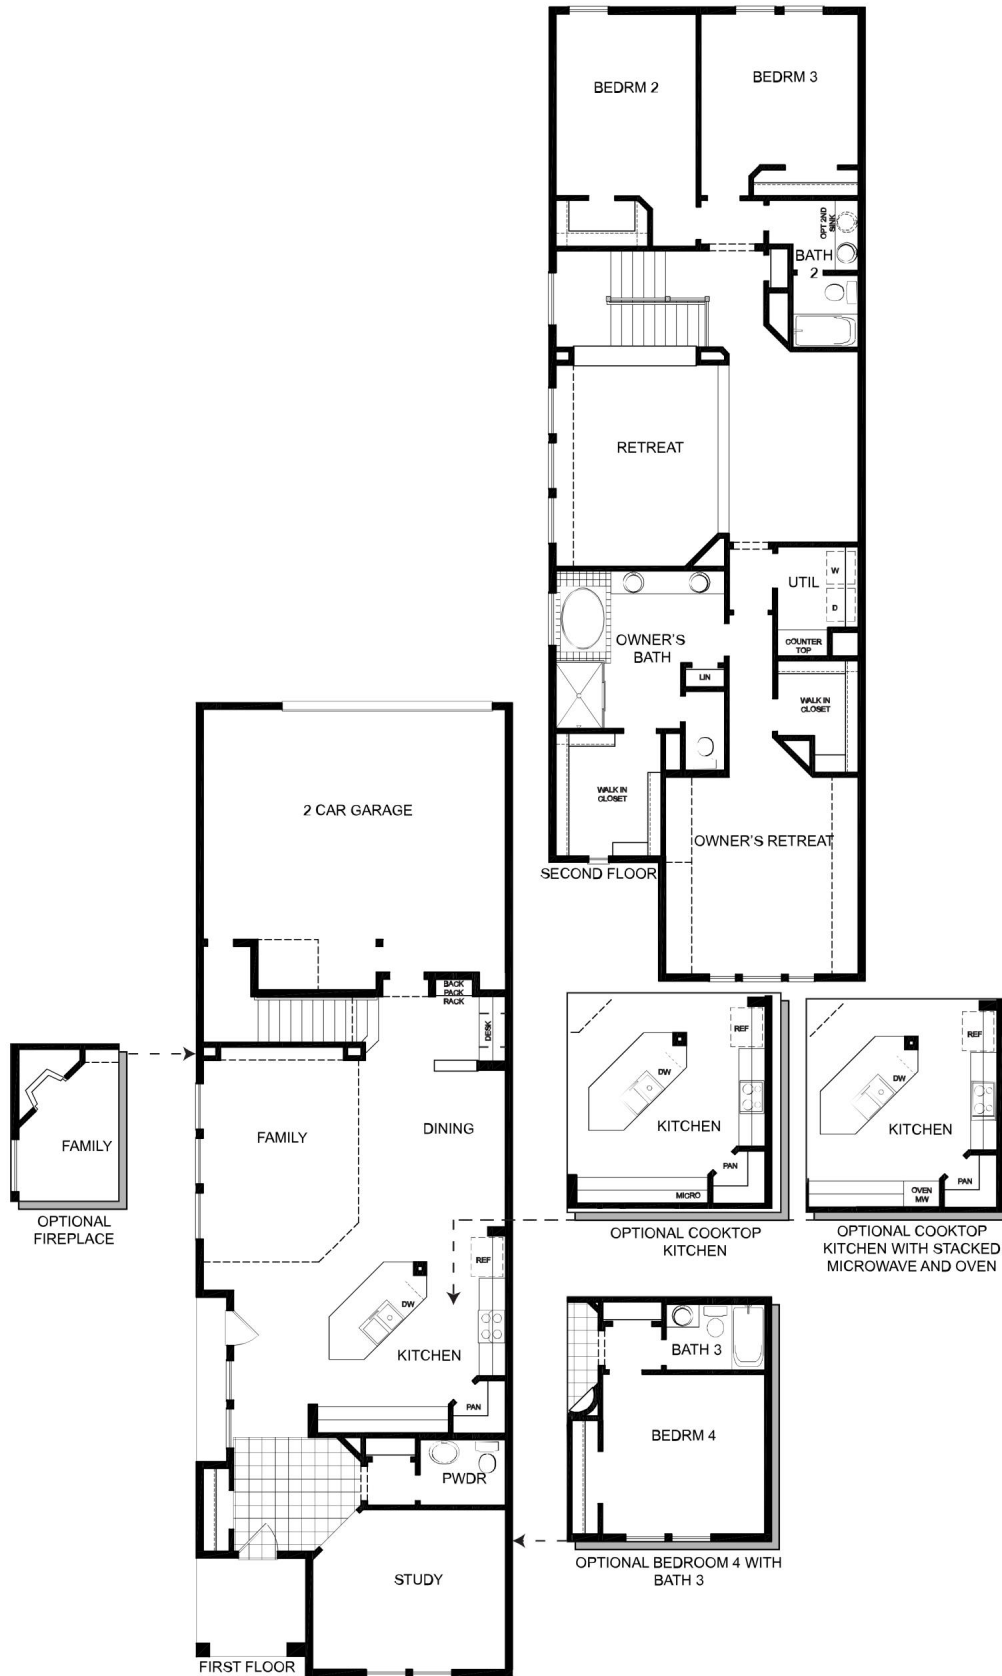 BEDRM 2
BEDRM 3
OPT 2ND
SINK
BATH
2
RETREAT
UTIL
W
D
COUNTER
TOP
OWNER'S
BATH
LIN
WALK IN
CLOSET
WALK IN
CLOSET
OWNER'S RETREAT
SECOND FLOOR
2 CAR GARAGE
BACK
PACK
RACK
DESK
FAMILY
DINING
REF
DW
KITCHEN
PAN
PWDR
STUDY
FIRST FLOOR
FAMILY
OPTIONAL
FIREPLACE
REF
DW
KITCHEN
PAN
MICRO
OPTIONAL COOKTOP
KITCHEN
REF
DW
KITCHEN
PAN
OVEN
MW
OPTIONAL COOKTOP
KITCHEN WITH STACKED
MICROWAVE AND OVEN
BATH 3
BEDRM 4
OPTIONAL BEDROOM 4 WITH
BATH 3